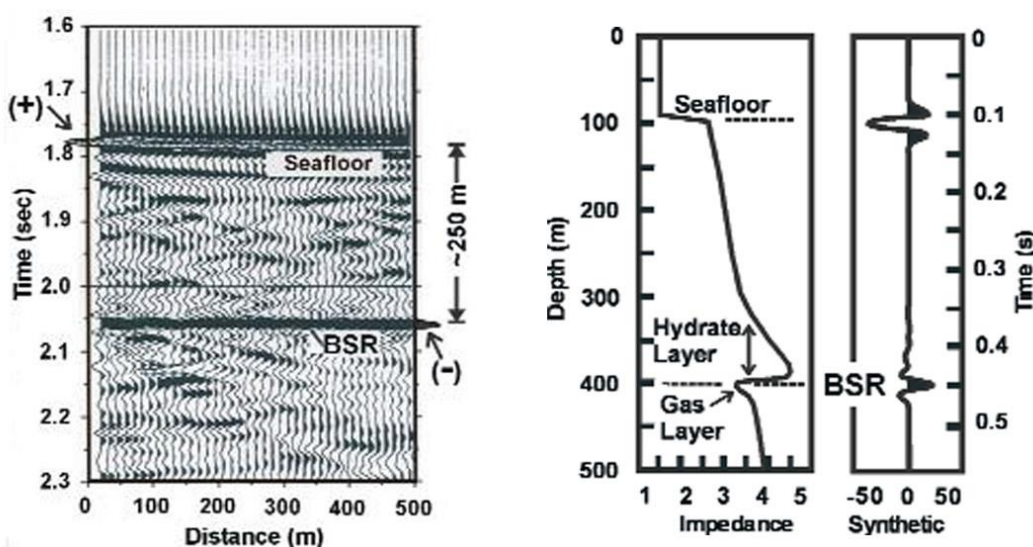 1.6
1.7
1.8
1.9
2.0
2.1
2.2
2.3
Time (sec)
(+)
Seafloor
~250 m
BSR
(-)
0 100 200 300 400 500
Distance (m)
0
100
200
300
400
500
Depth (m)
Seafloor
Hydrate
Layer
Gas
Layer
1 2 3 4 5
Impedance
BSR
0
0.1
0.2
0.3
0.4
0.5
Time (s)
-50 0 50
Synthetic